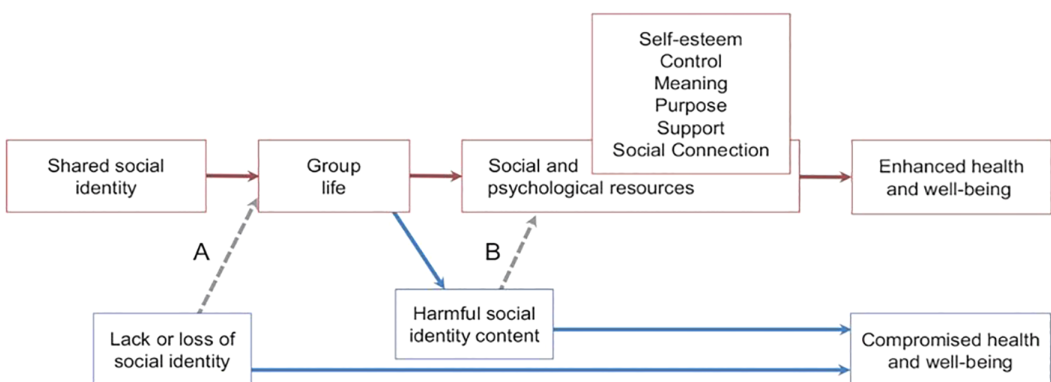 Self-esteem
Control
Meaning
Purpose
Support
Social Connection
Shared social
identity
Group
life
Social and
psychological resources
Enhanced health
and well-being
A
B
Harmful social
identity content
Lack or loss of
social identity
Compromised health
and well-being